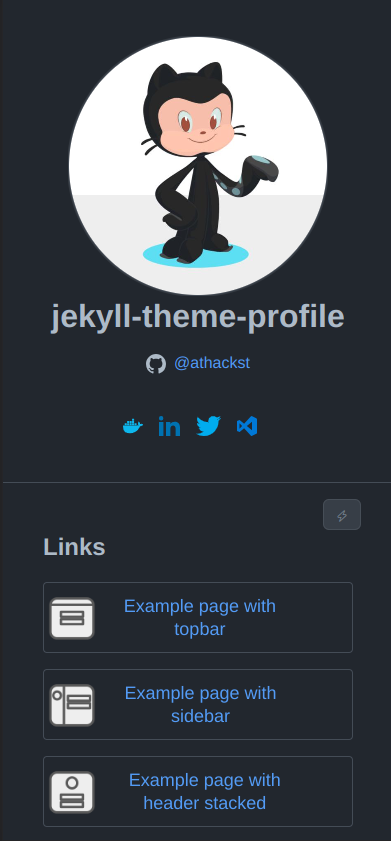 jekyll-theme-profile
@athackst
Links
Example page with
topbar
Example page with
sidebar
Example page with
header stacked